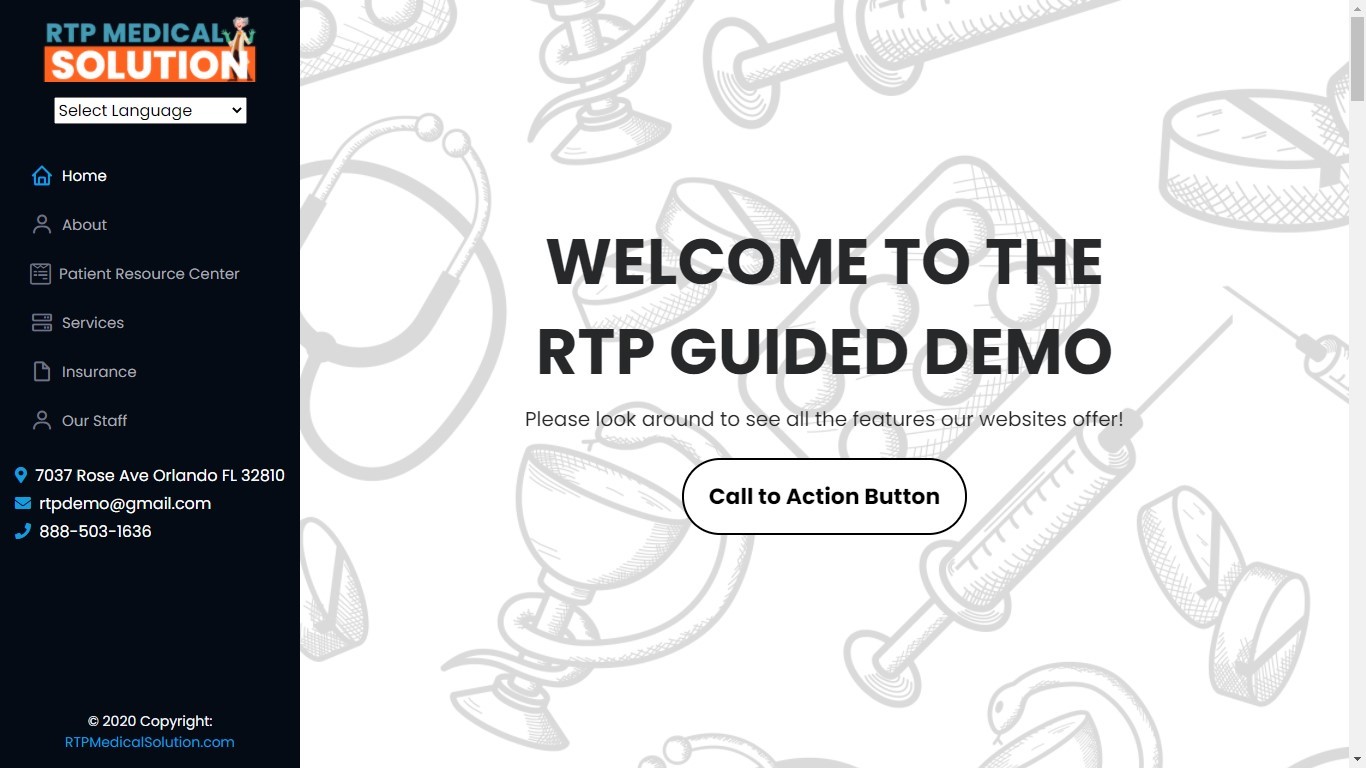 RTP MEDICAL
SOLUTION
Select Language
Home
About
Patient Resource Center
Services
Insurance
Our Staff
7037 Rose Ave Orlando FL 32810
rtpdemo@gmail.com
888-503-1636
© 2020 Copyright:
RTPMedicalSolution.com
WELCOME TO THE
RTP GUIDED DEMO
Please look around to see all the features our websites offer!
Call to Action Button